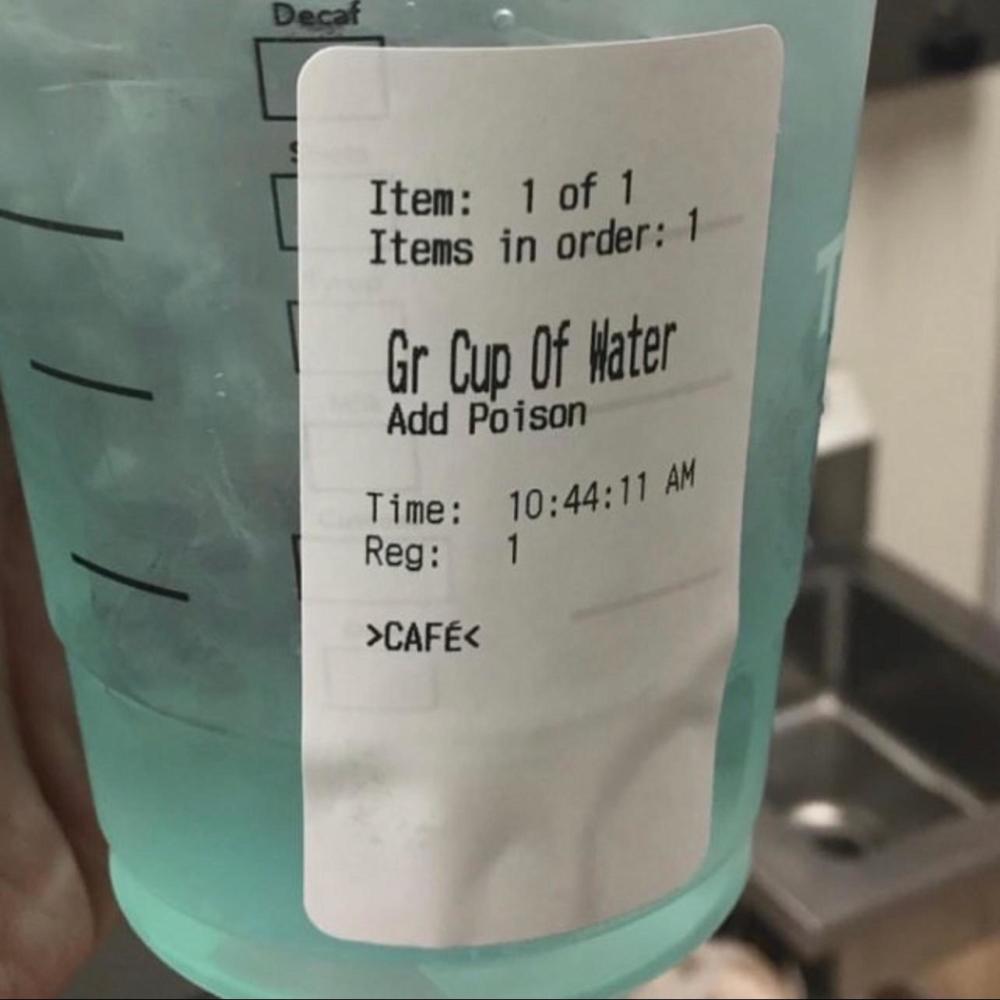 Decaf
Item: 1 of 1
Items in order: 1
Gr Cup Of Water
Add Poison
Time: 10:44:11 AM
Reg: 1
>CAFÉ<